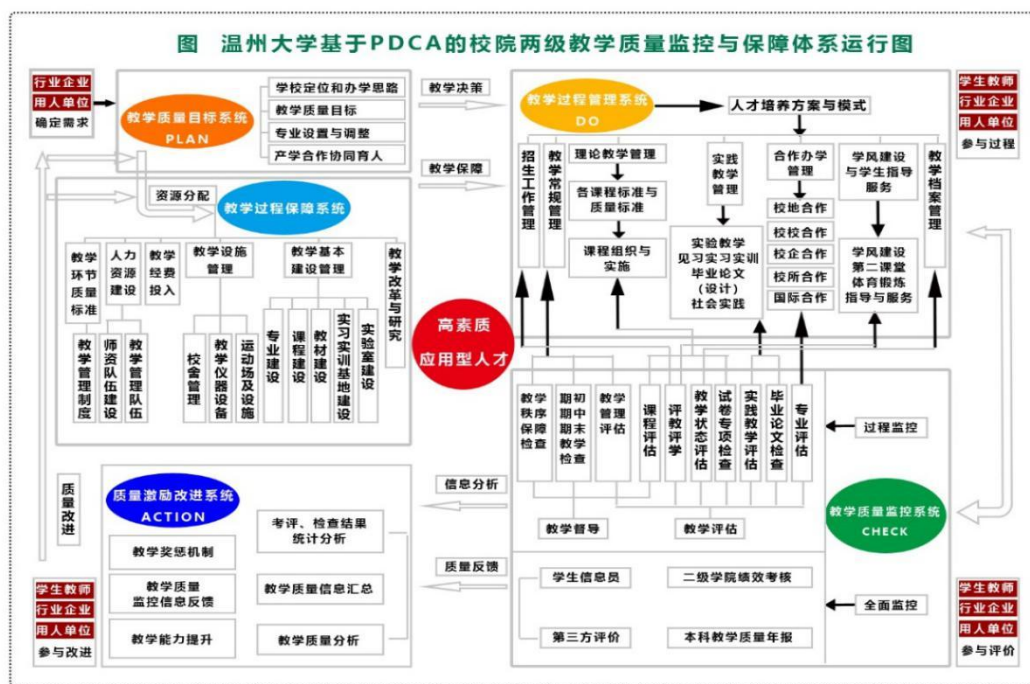 图 温州大学基于PDCA的校院两级教学质量监控与保障体系运行图
行业企业
用人单位
确定需求
教学质量目标系统
PLAN
学校定位和办学思路
教学质量目标
专业设置与调整
产学合作协同育人
教学决策
教学保障
教学过程管理系统
DO
人才培养方案与模式
学生教师
行业企业
用人单位
参与过程
招生工作管理
教学常规管理
理论教学管理
各课程标准与
质量标准
课程组织与
实施
实践
教学
管理
实验教学
见习实习实训
毕业论文
(设计)
社会实践
合作办学
管理
校地合作
校校合作
校企合作
校所合作
国际合作
学风建设
与学生指导
服务
学风建设
第二课堂
体育锻炼
指导与服务
教学档案管理
资源分配
教学过程保障系统
教学
环节
质量
标准
人力
资源
建设
教学
经费
投入
教学设施
管理
教学基本
建设管理
教学改革与研究
教学管理制度
师资队伍建设
教学管理队伍
校舍管理
教学仪器设备
运动场及设施
专业建设
课程建设
教材建设
实习实训基地建设
实验室建设
高素质
应用型人才
教学秩序保障检查
期初期中期末教学检查
教学管理评估
课程评估
评教评学
教学状态评估
试卷专项检查
实践教学评估
毕业论文检查
专业评估
过程监控
教学督导
教学评估
教学质量监控系统
CHECK
学生信息员
二级学院绩效考核
第三方评价
本科教学质量年报
全面监控
信息分析
质量反馈
质量激励改进系统
ACTION
考评、检查结果
统计分析
教学奖惩机制
教学质量
监控信息反馈
教学质量信息汇总
教学能力提升
教学质量分析
质量改进
学生教师
行业企业
用人单位
参与改进
学生教师
行业企业
用人单位
参与评价